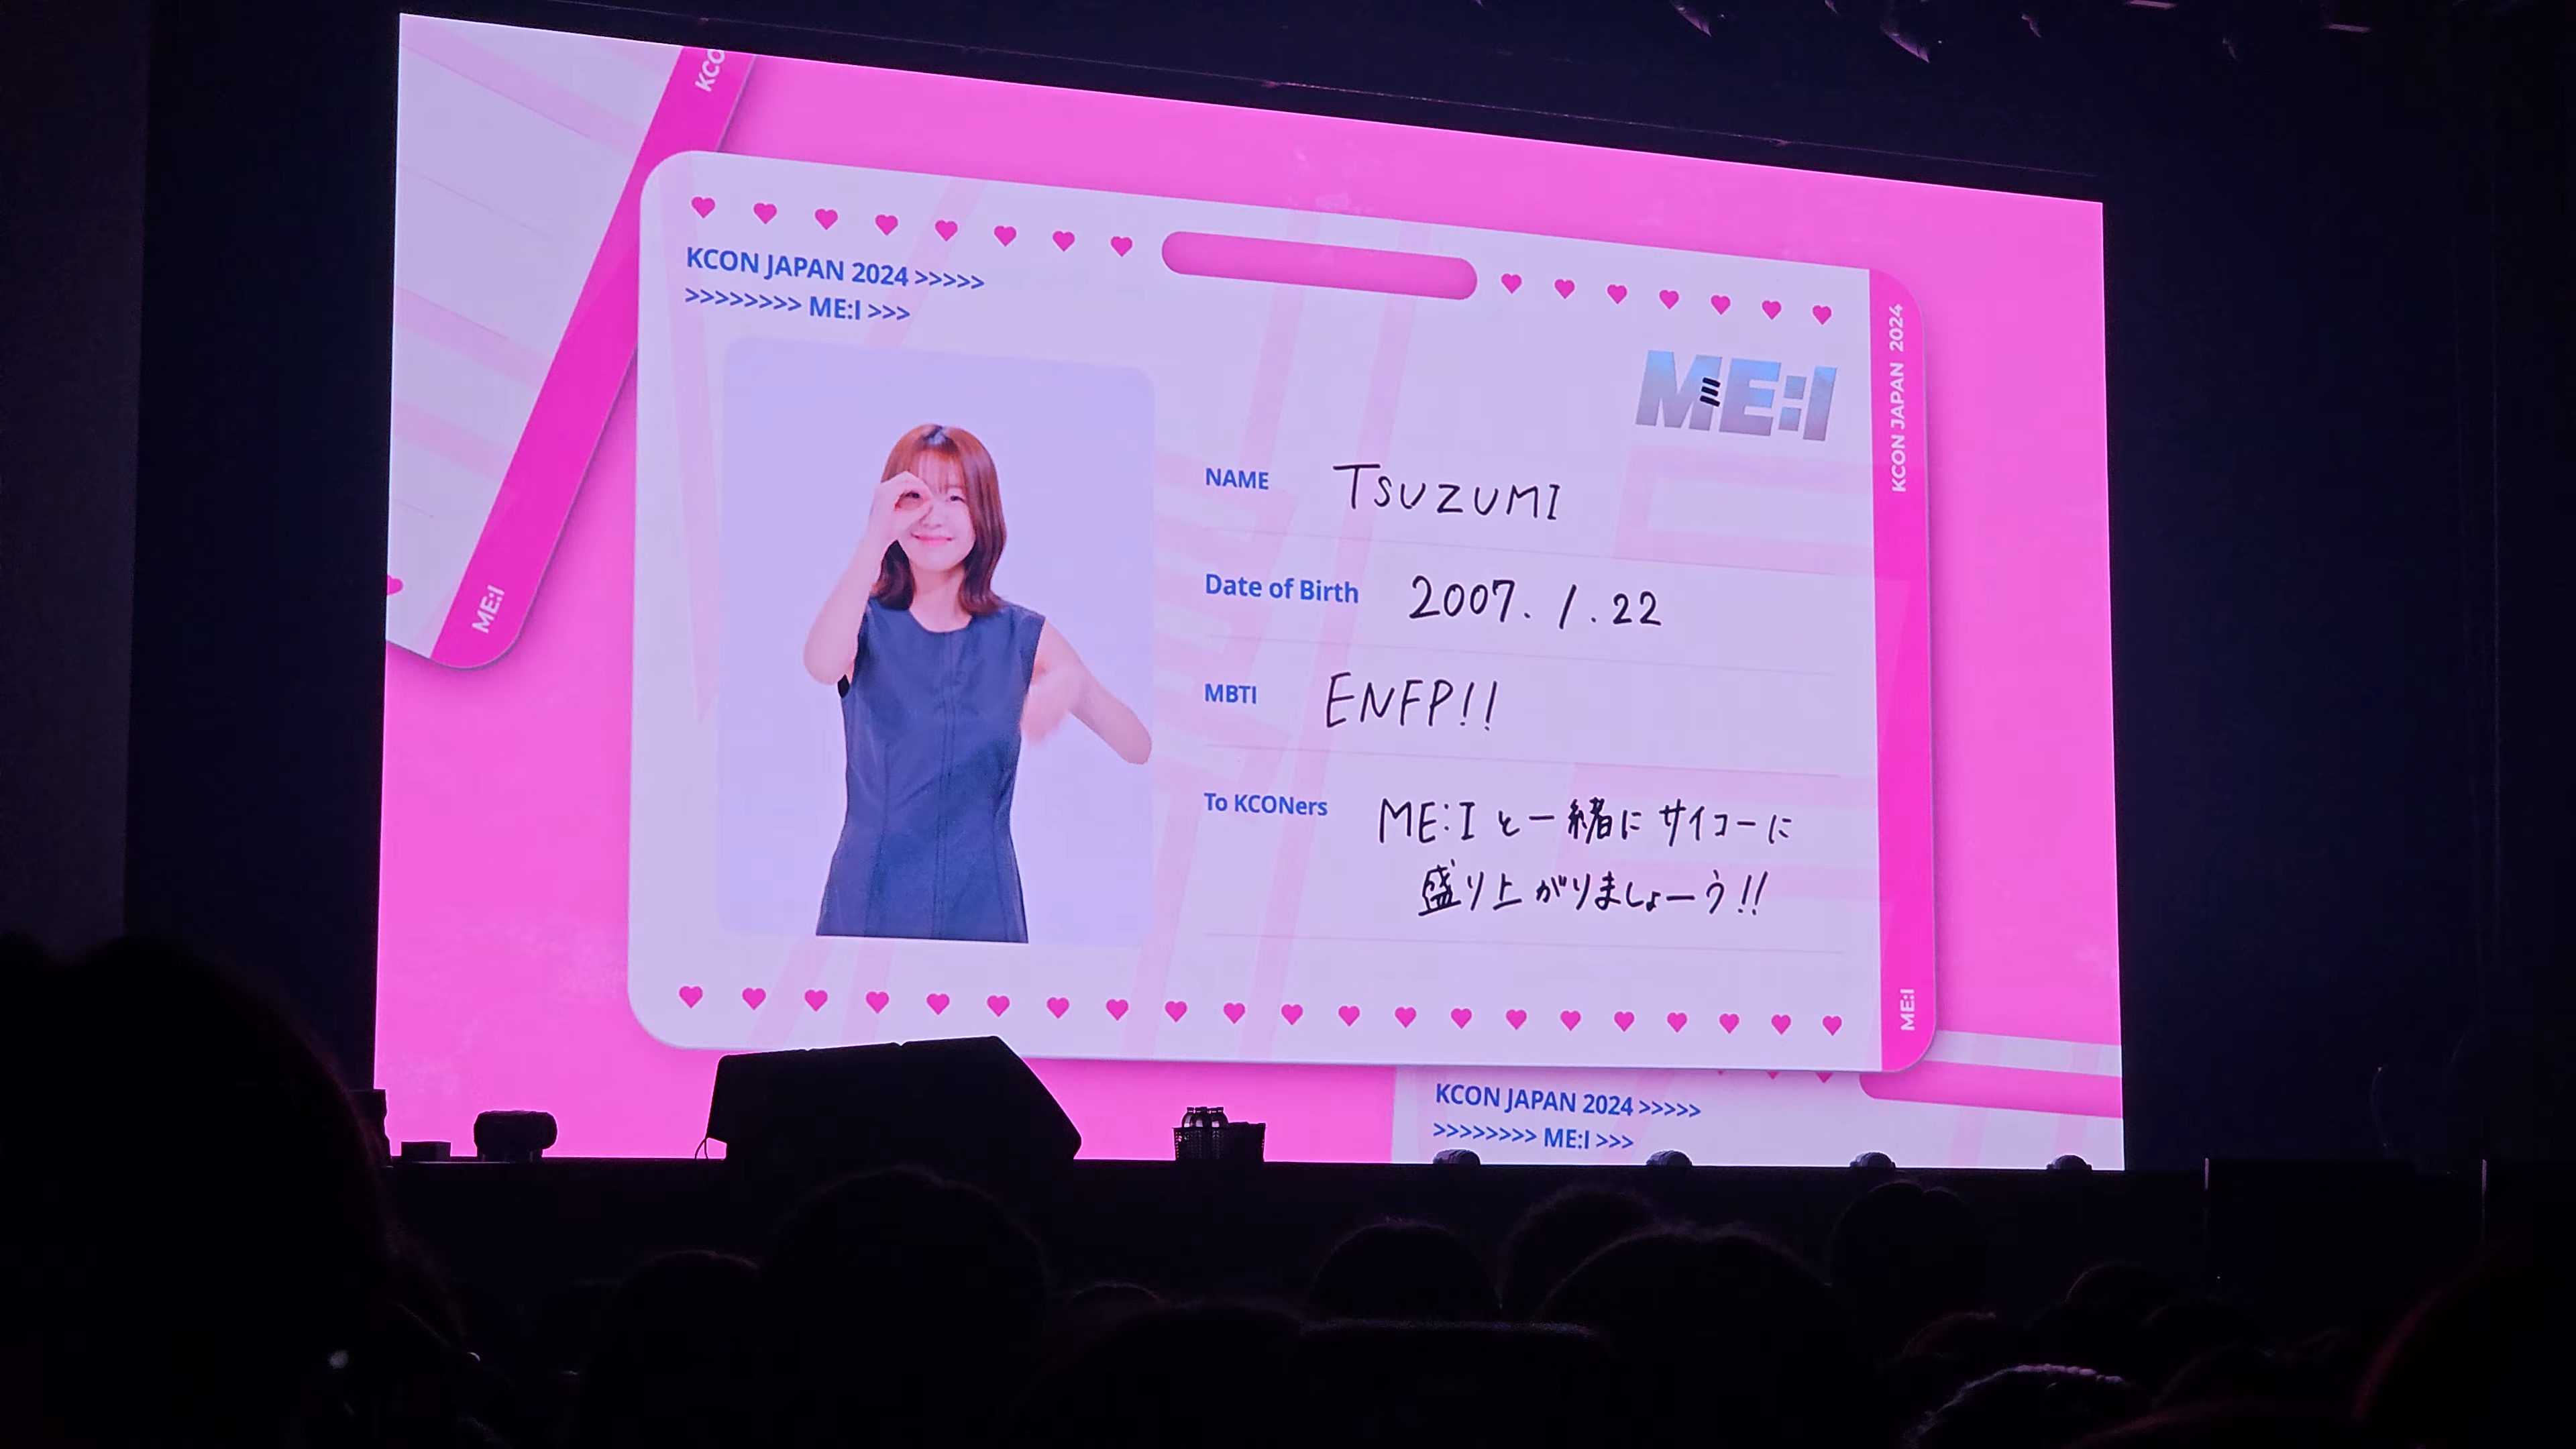 KCO
ME:I
KCON JAPAN 2024 >>>>>
>>>>>>>> ME:I >>>
ME:I
KCON JAPAN 2024
NAME TSUZUMI
Date of Birth 2007.1.22
MBTI ENFP!!
To KCONers ME:Iと一緒にサイコーに
盛り上がりましょーう!!
ME:I
KCON JAPAN 2024 >>>>>
>>>>>>>> ME:I >>>